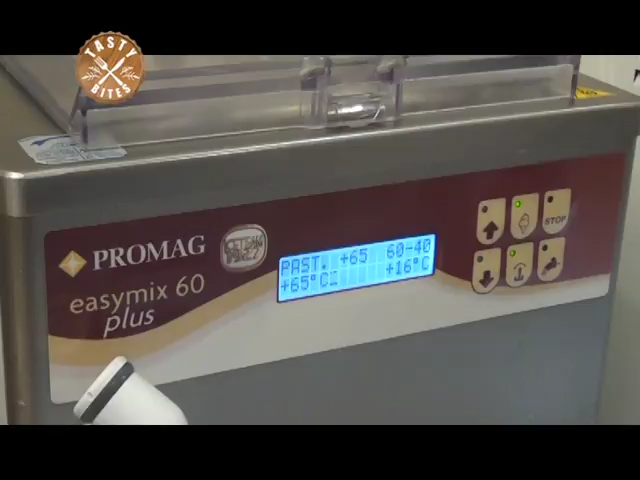 TASTY
BITES
PROMAG
easymix 60
plus
PAST. +65 60-40
+65°C +16°C
STOP